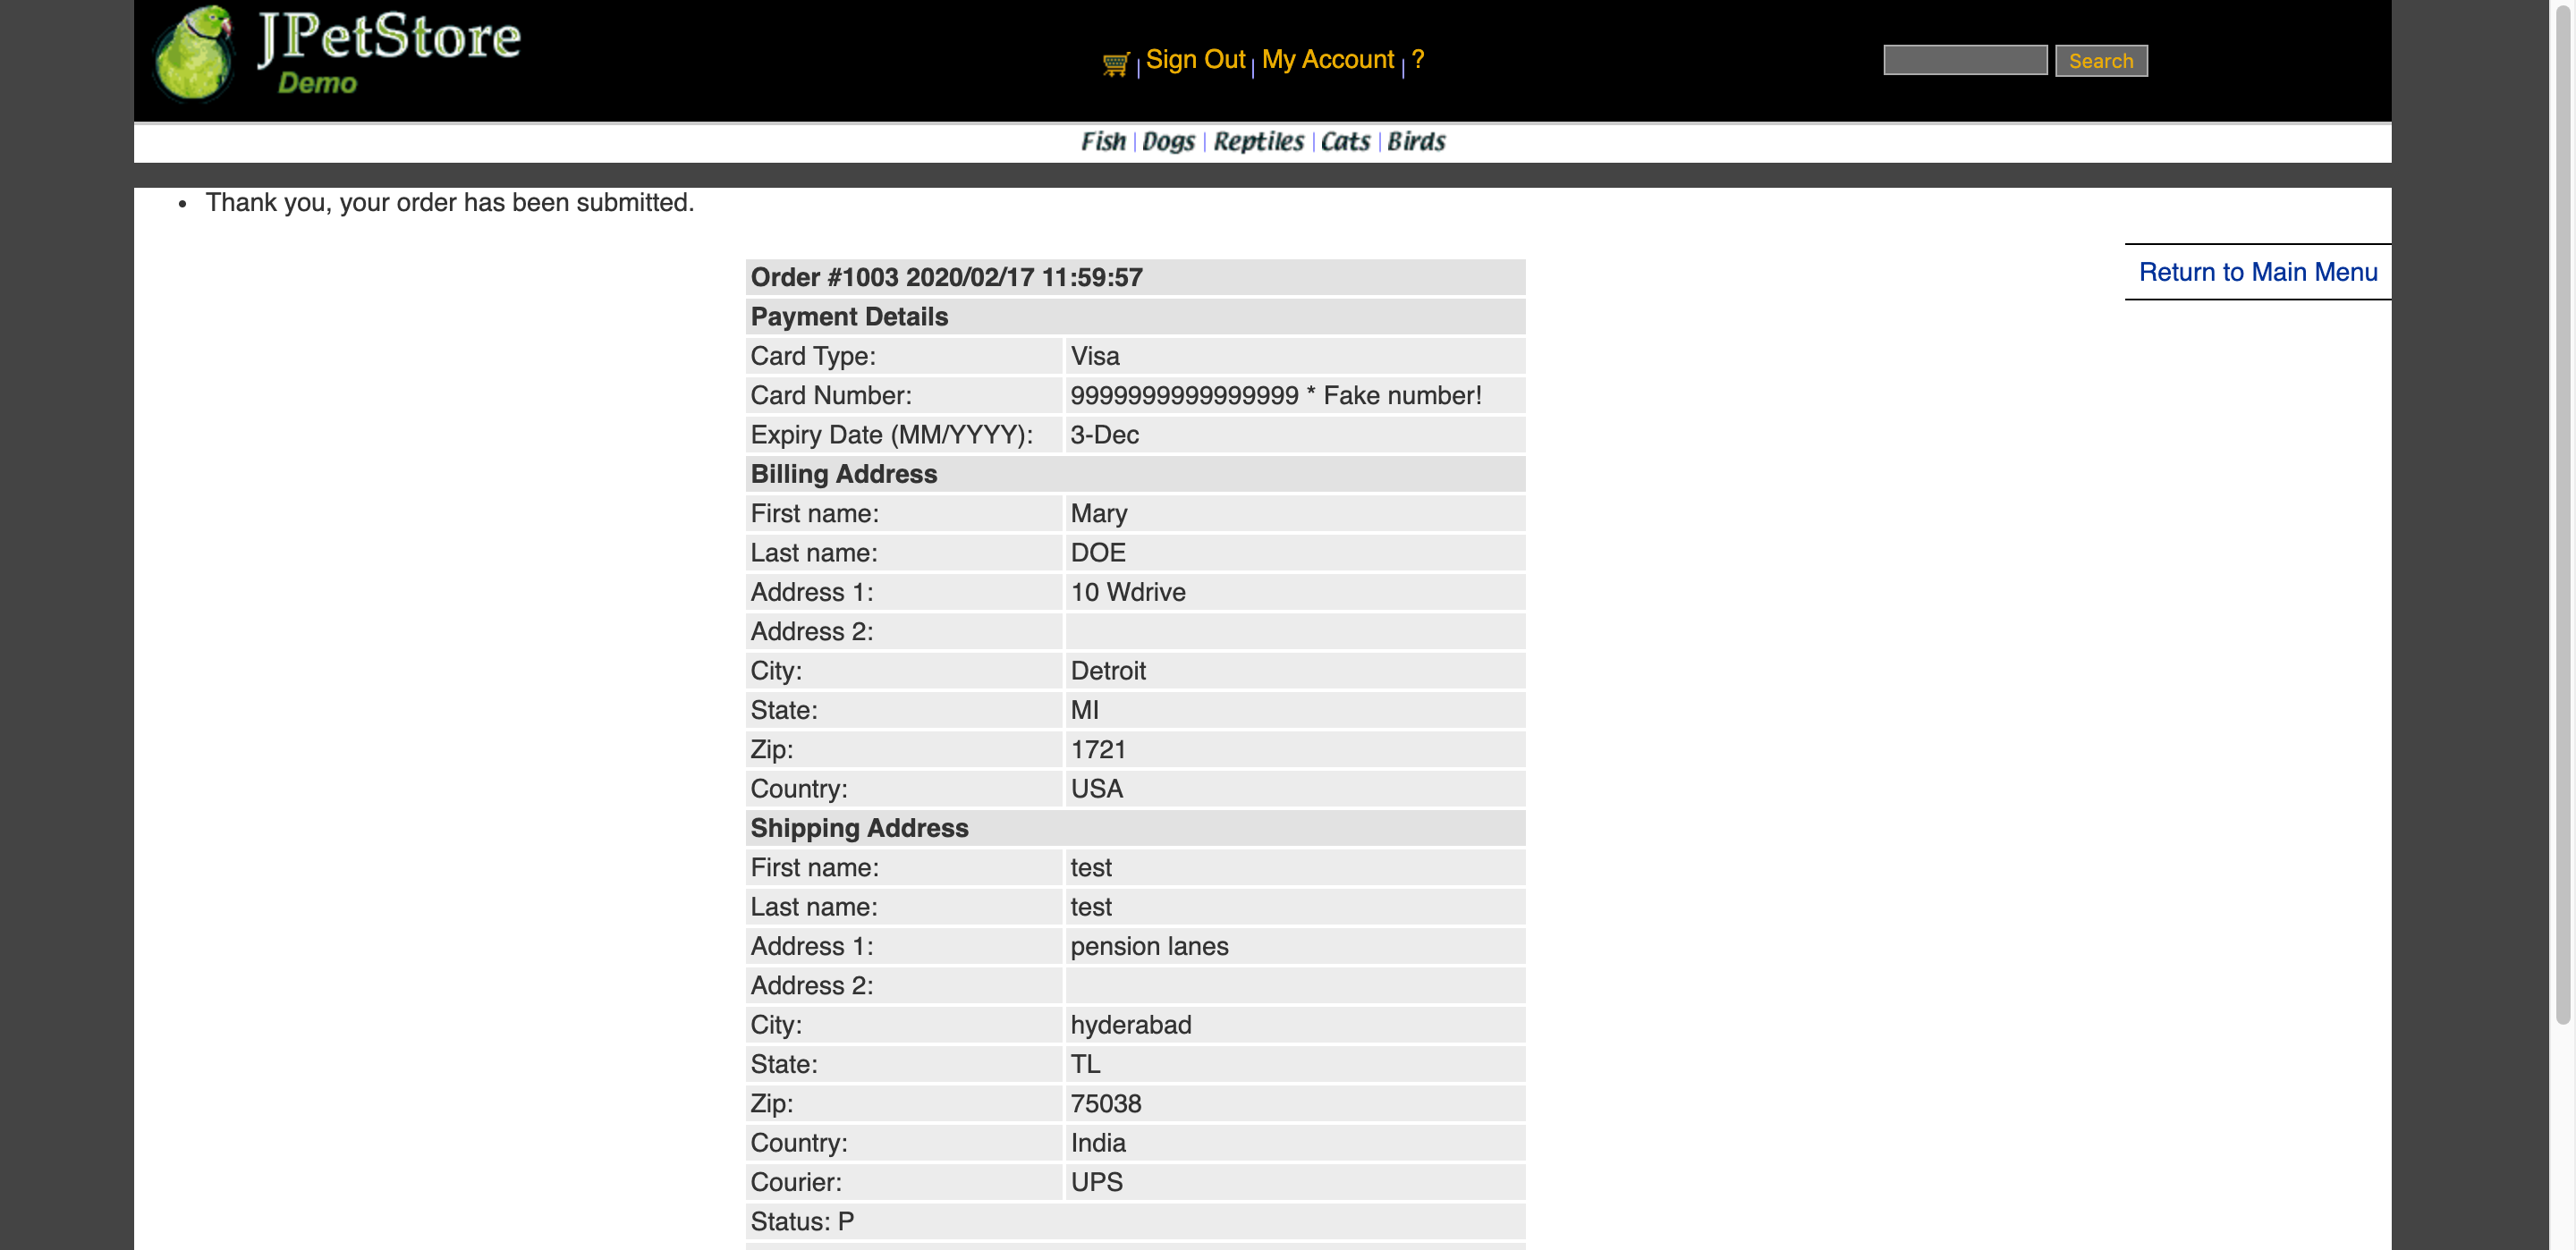 JPetStore
Demo
Sign Out | My Account | ?
Search
Fish | Dogs | Reptiles | Cats | Birds
• Thank you, your order has been submitted.
Return to Main Menu
Order #1003 2020/02/17 11:59:57
Payment Details
Card Type: Visa
Card Number: 9999999999999999 * Fake number!
Expiry Date (MM/YYYY): 3-Dec
Billing Address
First name: Mary
Last name: DOE
Address 1: 10 Wdrive
Address 2:
City: Detroit
State: MI
Zip: 1721
Country: USA
Shipping Address
First name: test
Last name: test
Address 1: pension lanes
Address 2:
City: hyderabad
State: TL
Zip: 75038
Country: India
Courier: UPS
Status: P